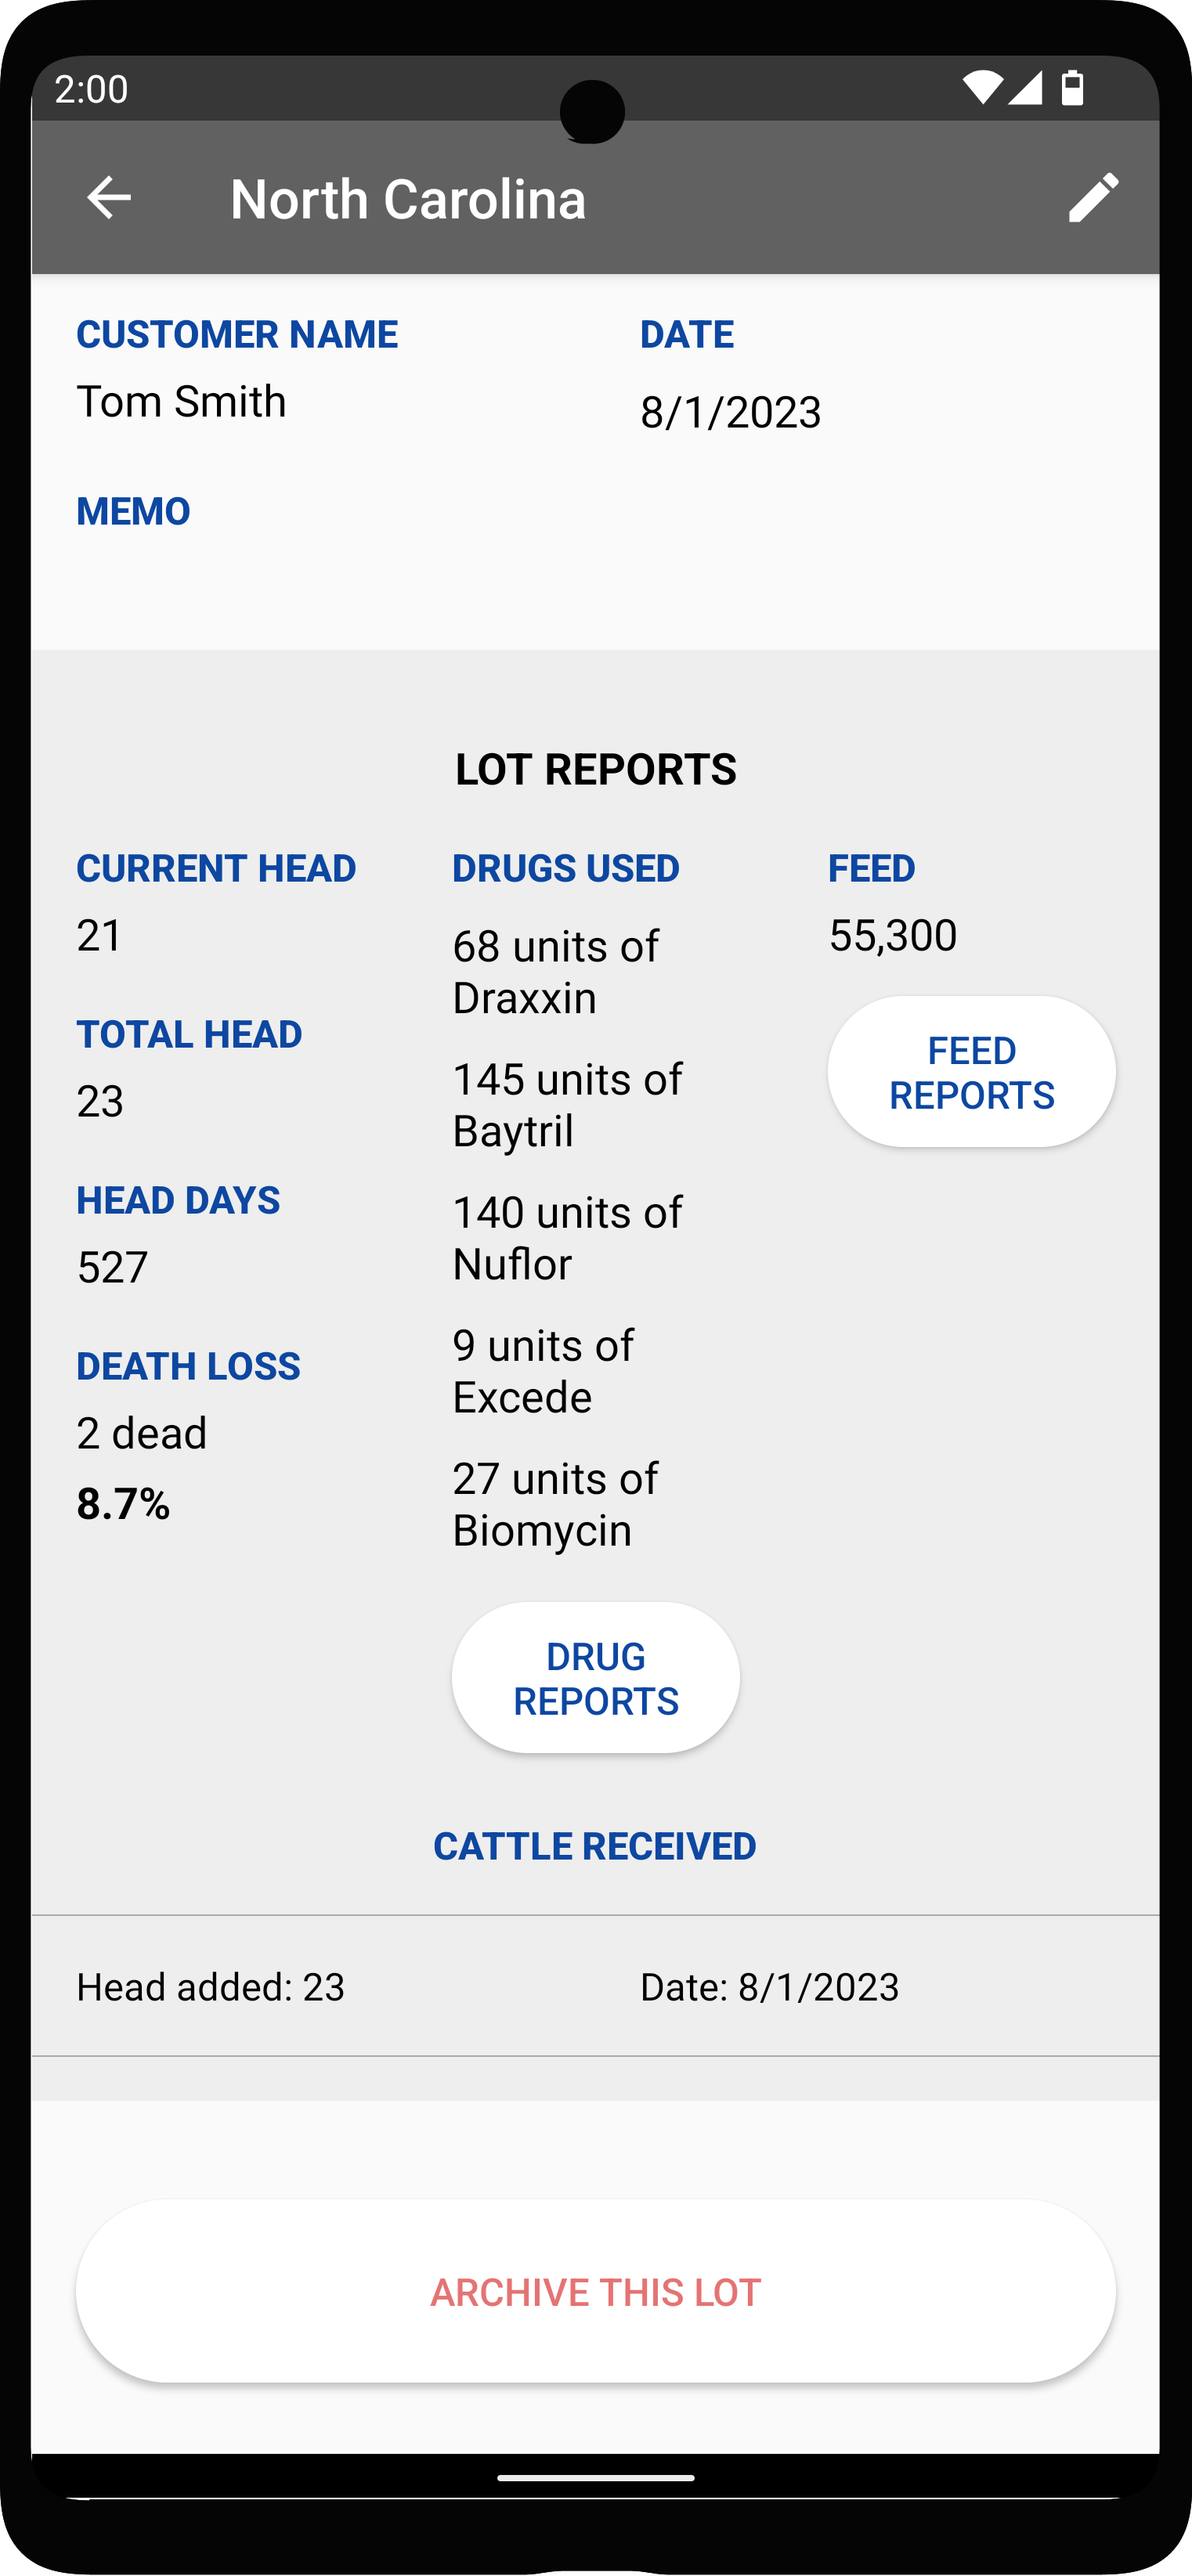 2:00
North Carolina
CUSTOMER NAME
Tom Smith
DATE
8/1/2023
MEMO
LOT REPORTS
CURRENT HEAD
21
TOTAL HEAD
23
HEAD DAYS
527
DEATH LOSS
2 dead
8.7%
DRUGS USED
68 units of
Draxxin
145 units of
Baytril
140 units of
Nuflor
9 units of
Excede
27 units of
Biomycin
DRUG
REPORTS
FEED
55,300
FEED
REPORTS
CATTLE RECEIVED
Head added: 23
Date: 8/1/2023
ARCHIVE THIS LOT